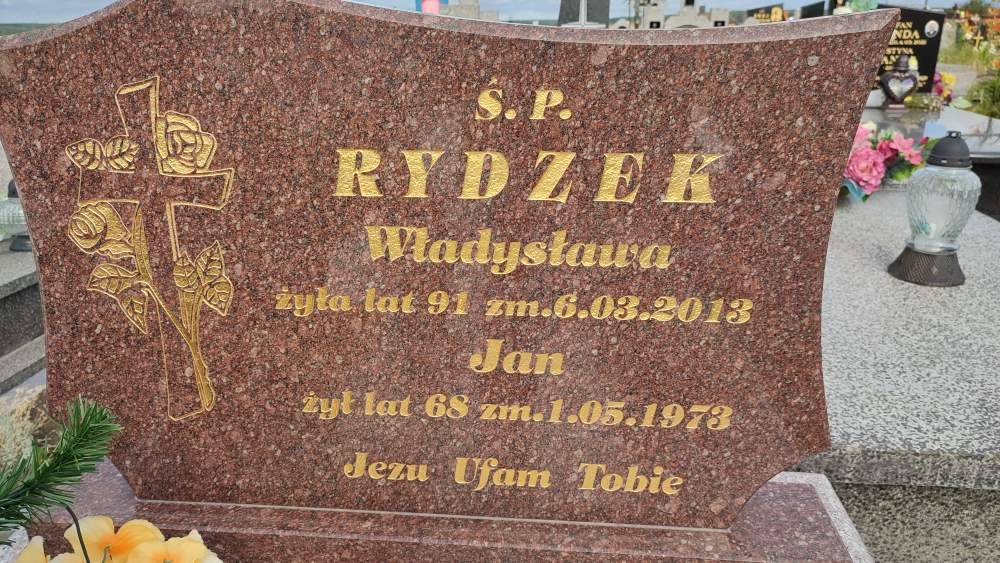 Ś. P.
RYDZEK
Władysława
żyła lat 91 zm.6.03.2013
Jan
żył lat 68 zm.1.05.1973
Jezu Ufam Tobie